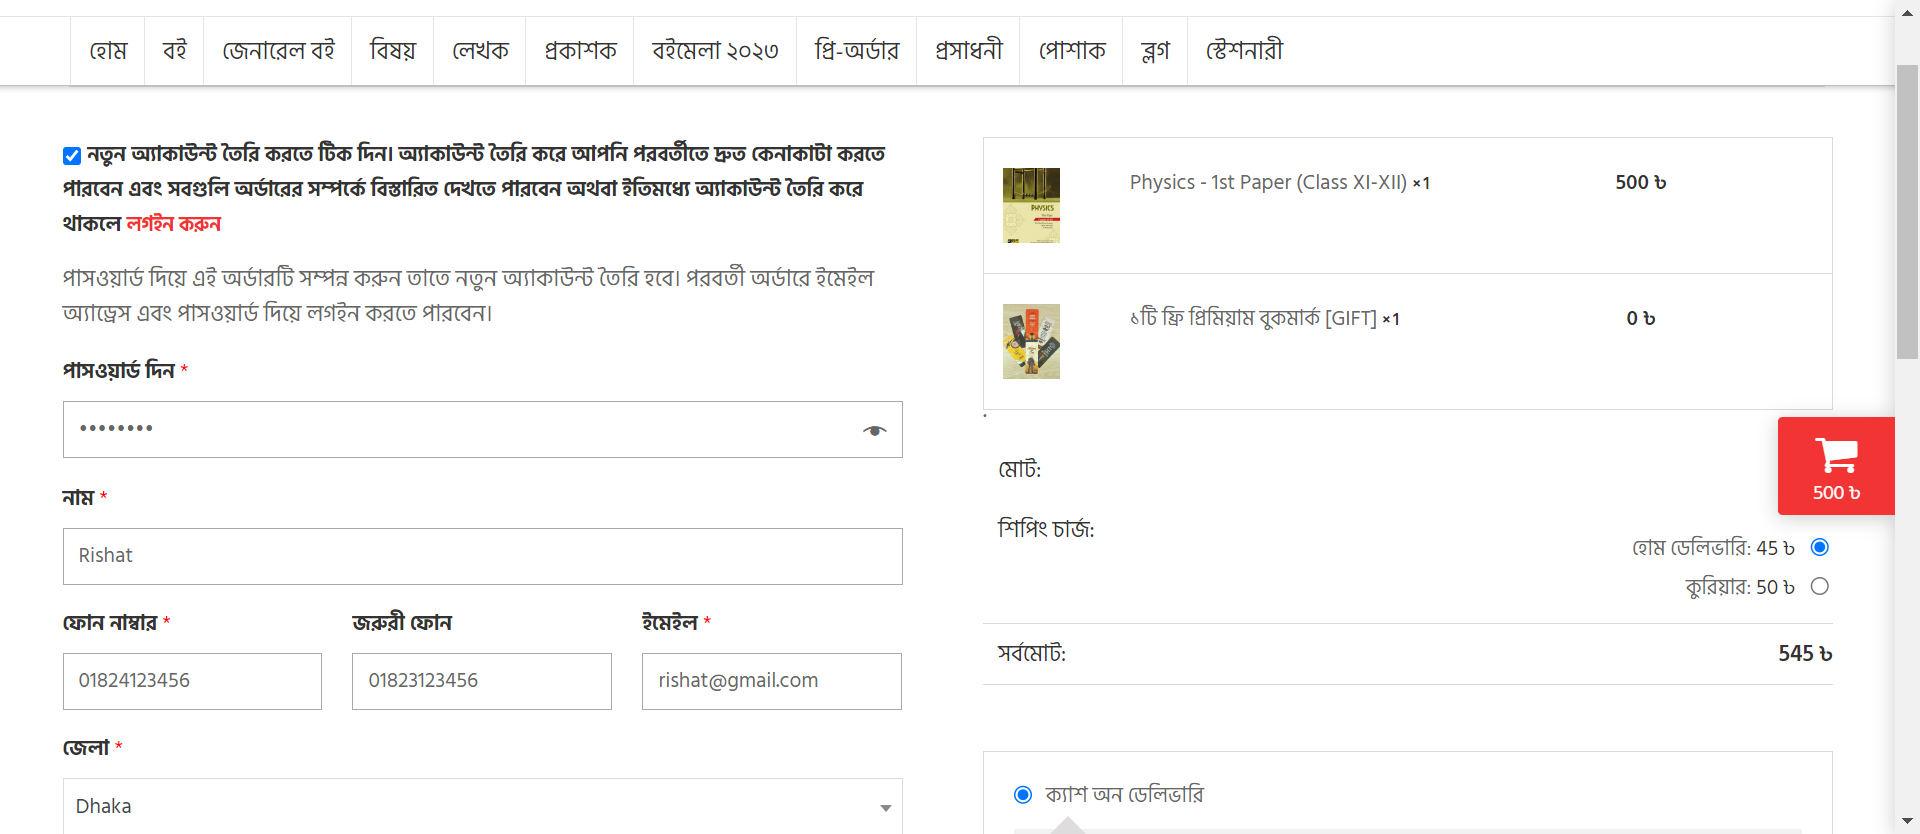 হোম
বই
জেনারেল বই
বিষয়
লেখক
প্রকাশক
বইমেলা ২০২৩
প্রি-অর্ডার
প্রসাধনী
পোশাক
ব্লগ
স্টেশনারী
নতুন অ্যাকাউন্ট তৈরি করতে টিক দিন। অ্যাকাউন্ট তৈরি করে আপনি পরবর্তীতে দ্রুত কেনাকাটা করতে
পারবেন এবং সবগুলি অর্ডারের সম্পর্কে বিস্তারিত দেখতে পারবেন অথবা ইতিমধ্যে অ্যাকাউন্ট তৈরি করে
থাকলে লগইন করুন
পাসওয়ার্ড দিয়ে এই অর্ডারটি সম্পন্ন করুন তাতে নতুন অ্যাকাউন্ট তৈরি হবে। পরবর্তী অর্ডারে ইমেইল
অ্যাড্রেস এবং পাসওয়ার্ড দিয়ে লগইন করতে পারবেন।
পাসওয়ার্ড দিন *
••••••••
নাম *
Rishat
ফোন নাম্বার *
01824123456
জরুরী ফোন
01823123456
ইমেইল *
rishat@gmail.com
জেলা *
Dhaka
PHYSICS
Physics - 1st Paper (Class XI-XII) ×1
500 ৳
১টি ফ্রি প্রিমিয়াম বুকমার্ক [GIFT] ×1
0 ৳
মোট:
500 ৳
শিপিং চার্জ:
হোম ডেলিভারি: 45 ৳
কুরিয়ার: 50 ৳
সর্বমোট:
545 ৳
ক্যাশ অন ডেলিভারি